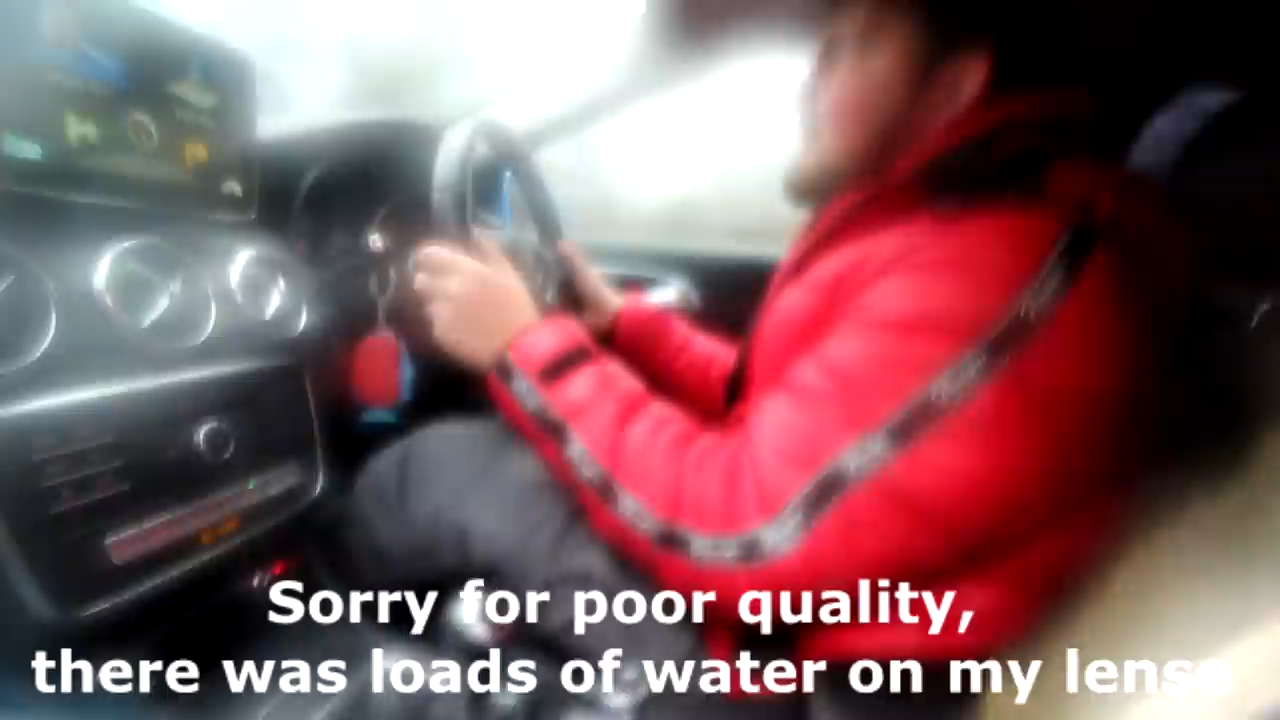 Sorry for poor quality,
there was loads of water on my lense